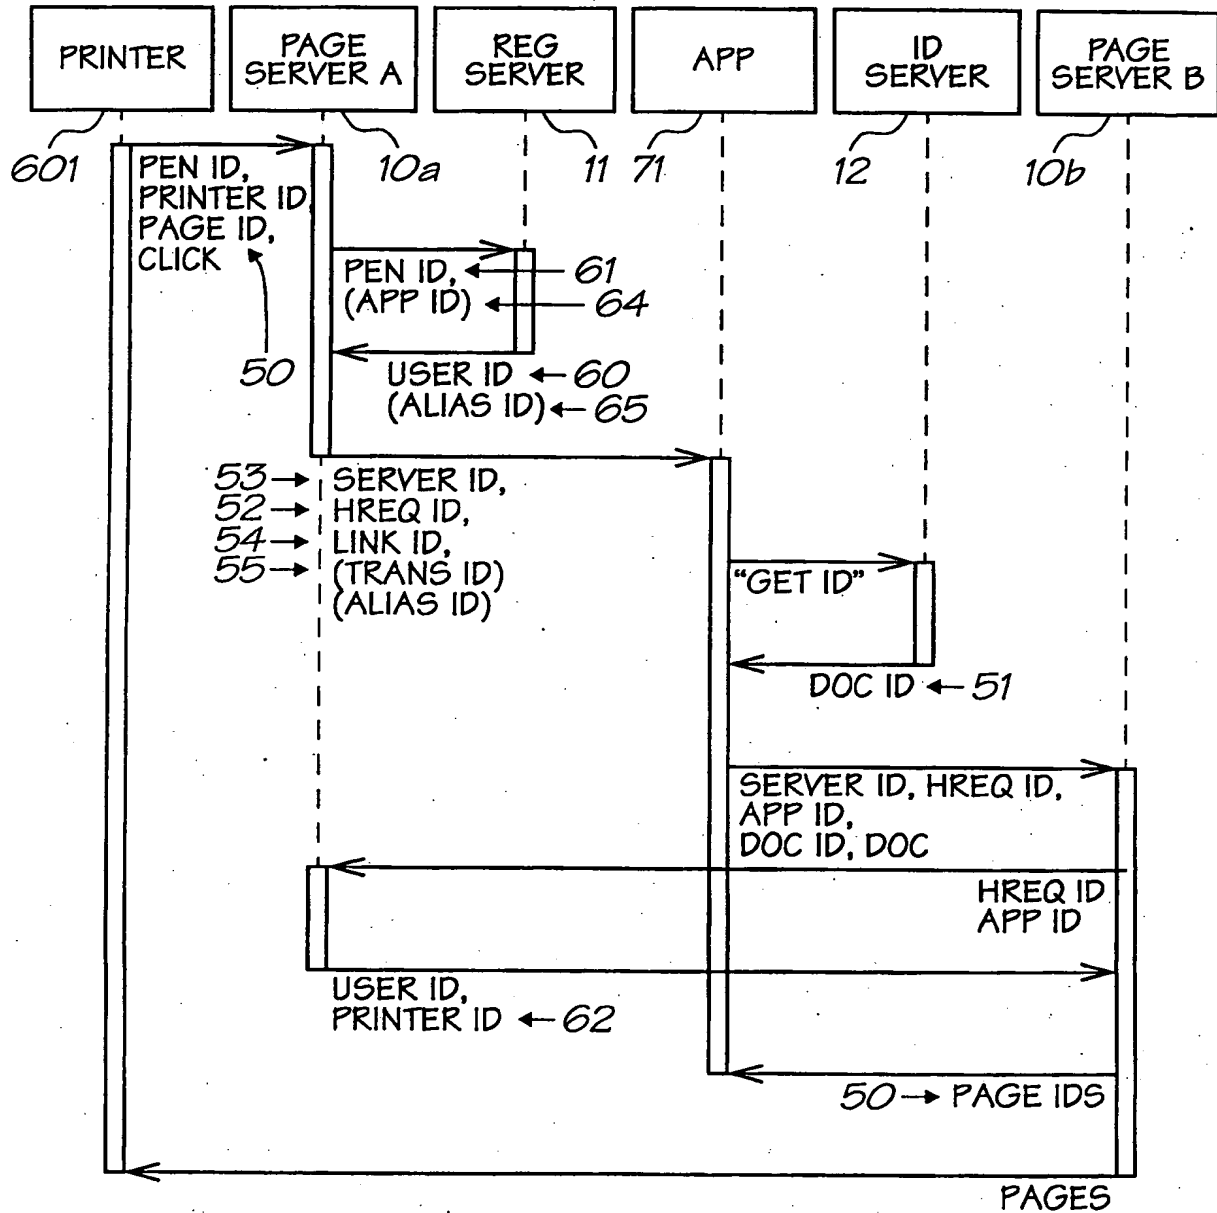 PRINTER
PAGE
SERVER A
REG
SERVER
APP
ID
SERVER
PAGE
SERVER B
601
10a
11
71
12
10b
PEN ID,
PRINTER ID,
PAGE ID,
CLICK
50
PEN ID,
61
(APP ID)
64
USER ID
60
(ALIAS ID)
65
53
SERVER ID,
52
HREQ ID,
54
LINK ID,
55
(TRANS ID)
(ALIAS ID)
“GET ID”
DOC ID
51
SERVER ID, HREQ ID,
APP ID,
DOC ID, DOC
HREQ ID
APP ID
USER ID,
PRINTER ID
62
50
PAGE IDS
PAGES